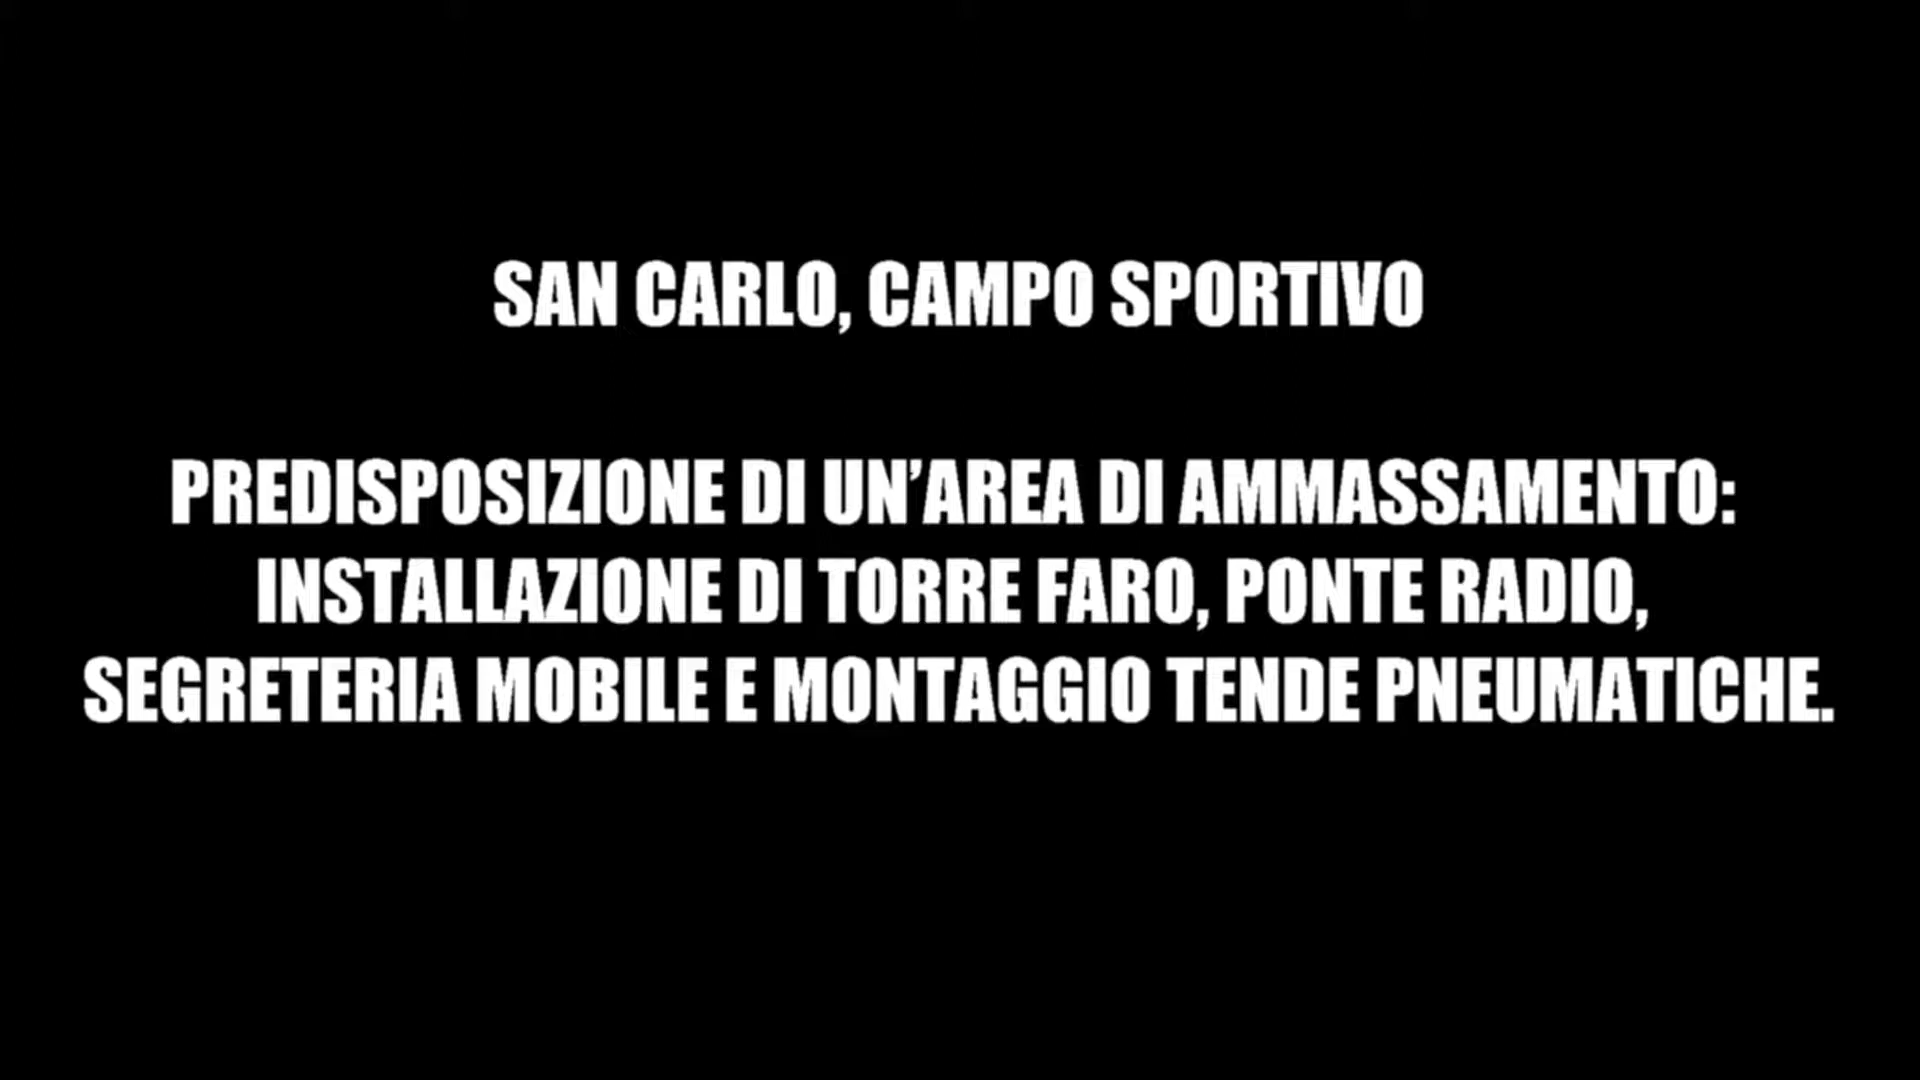 SAN CARLO, CAMPO SPORTIVO
PREDISPOSIZIONE DI UN’AREA DI AMMASSAMENTO:
INSTALLAZIONE DI TORRE FARO, PONTE RADIO,
SEGRETERIA MOBILE E MONTAGGIO TENDE PNEUMATICHE.